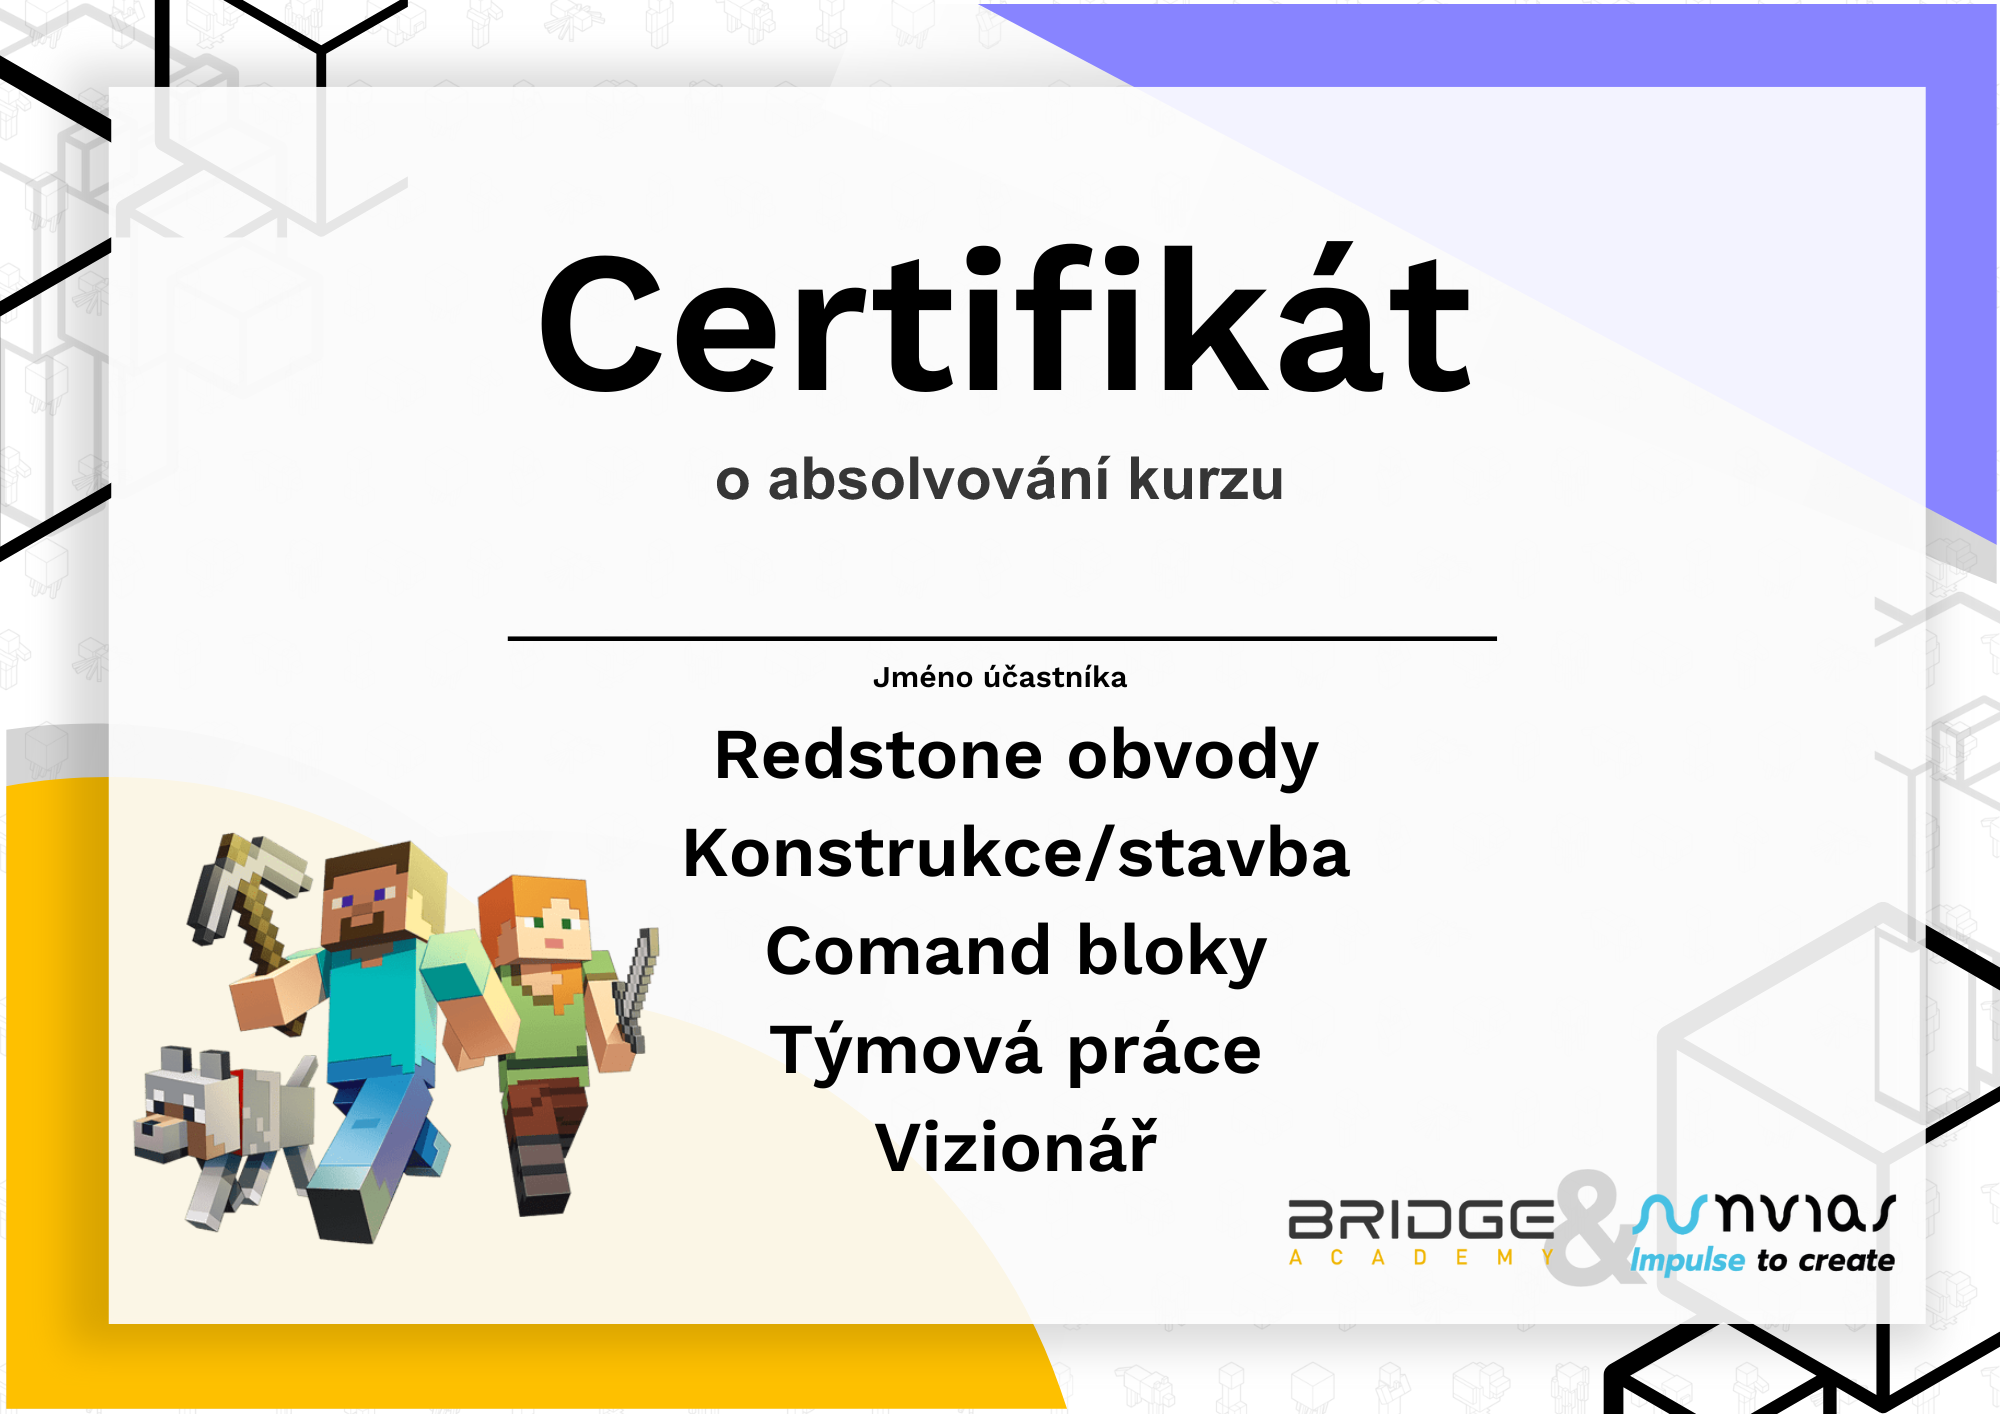 Certifikát
o absolvování kurzu
Jméno účastníka
Redstone obvody
Konstrukce/stavba
Comand bloky
Týmová práce
Vizionář
BRIDGE & nvias
ACADEMY Impulse to create